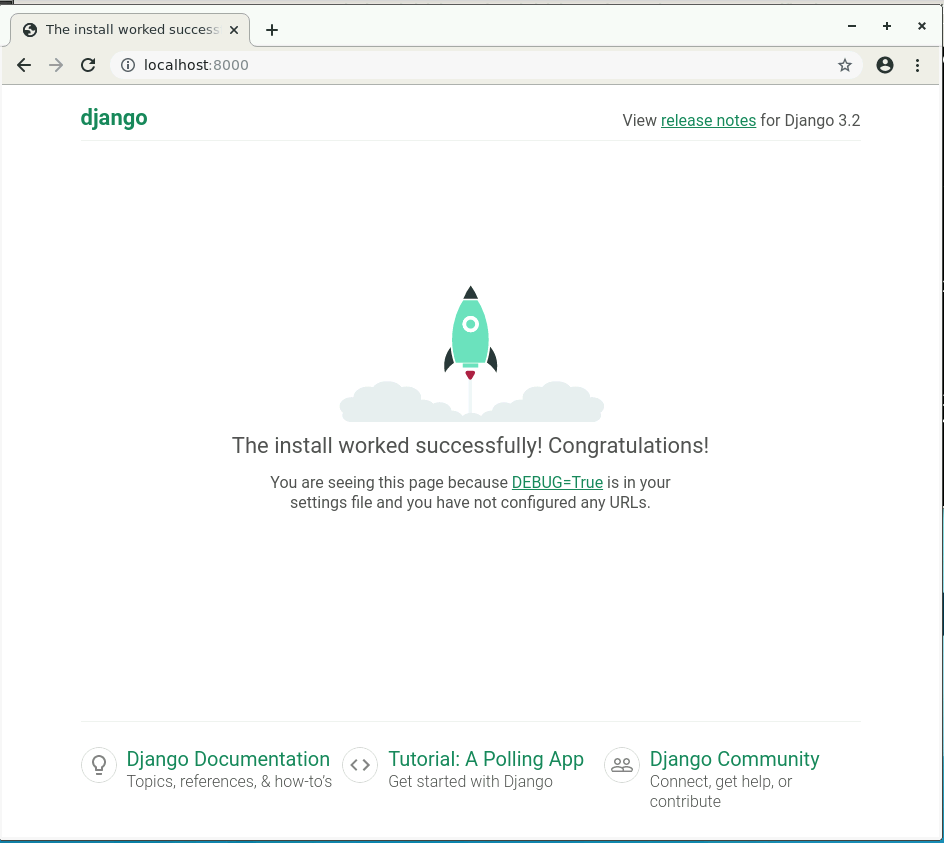 The install worked success
localhost:8000
django
View release notes for Django 3.2
The install worked successfully! Congratulations!
You are seeing this page because DEBUG=True is in your
settings file and you have not configured any URLs.
Django Documentation
Topics, references, & how-to's
Tutorial: A Polling App
Get started with Django
Django Community
Connect, get help, or
contribute